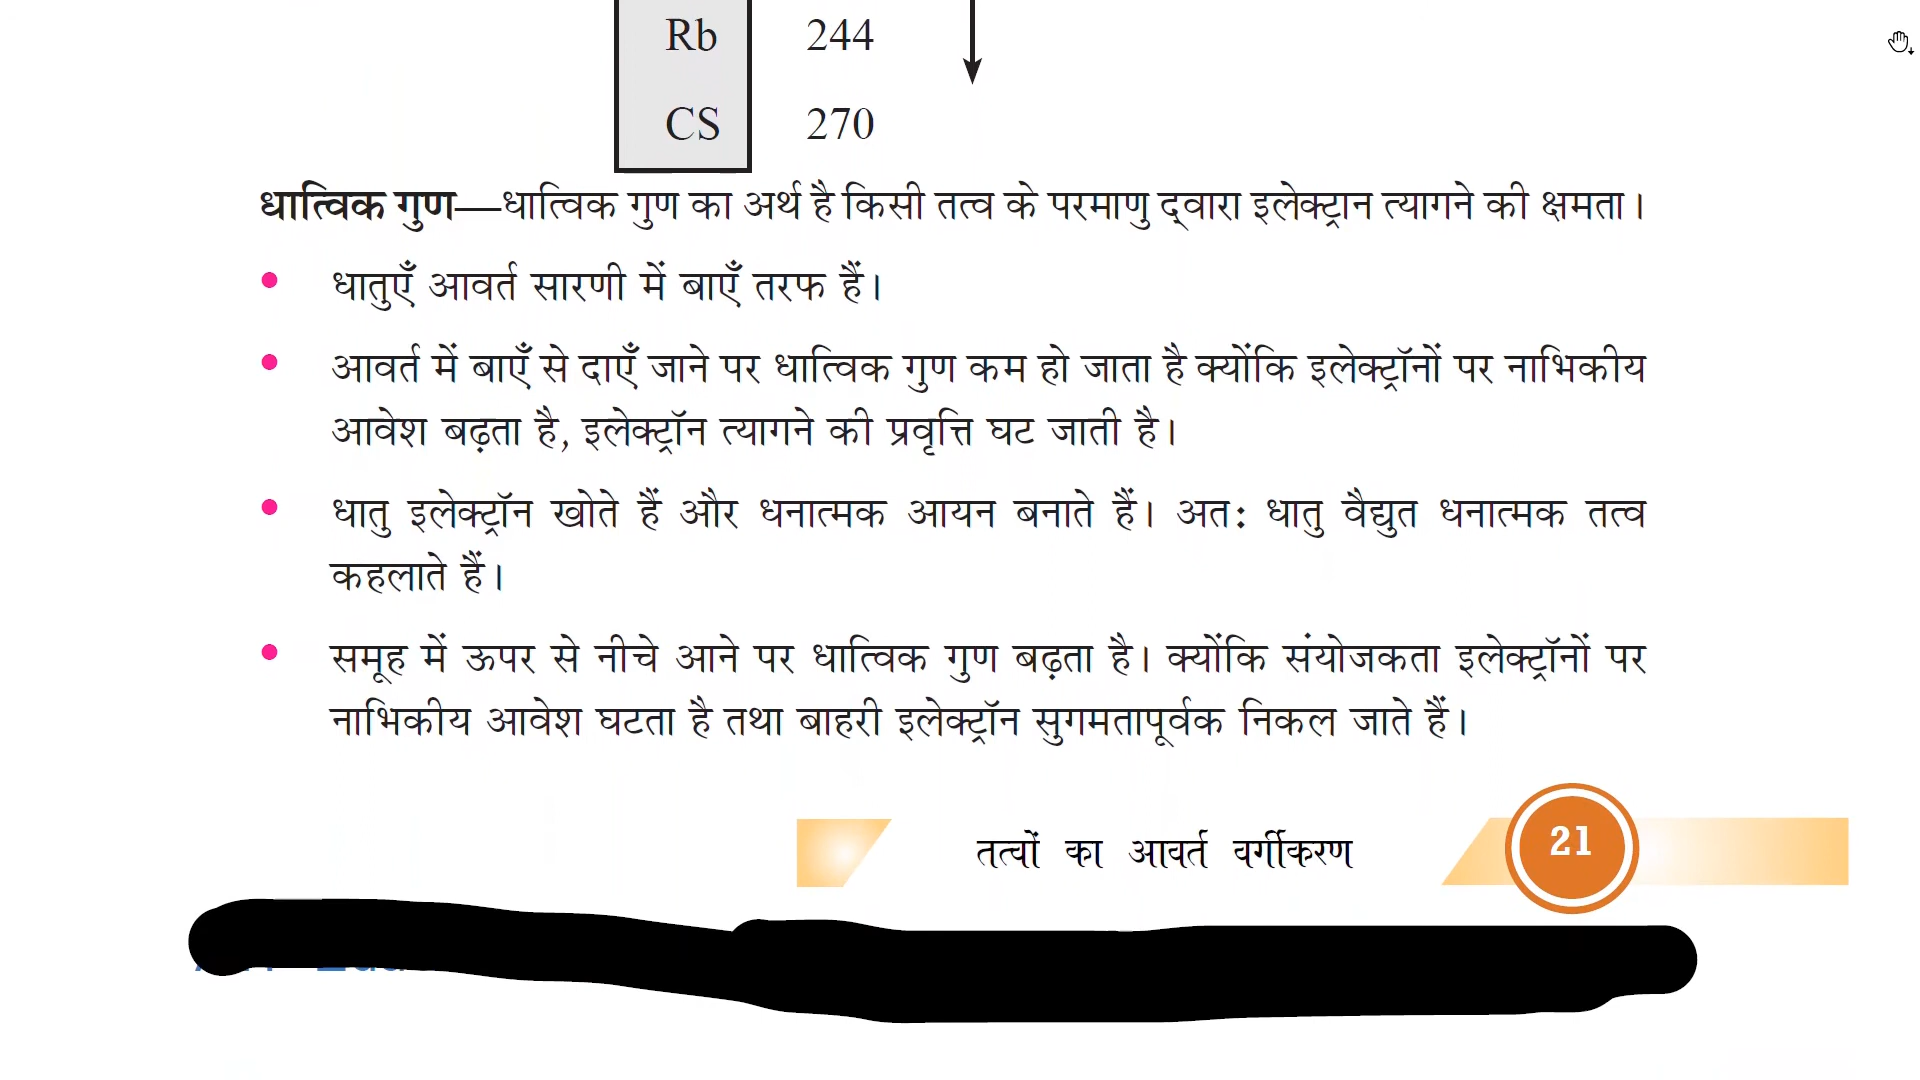 Rb 244
CS 270
धात्विक गुण—धात्विक गुण का अर्थ है किसी तत्व के परमाणु द्वारा इलेक्ट्रान त्यागने की क्षमता।
• धातुएँ आवर्त सारणी में बाएँ तरफ हैं।
• आवर्त में बाएँ से दाएँ जाने पर धात्विक गुण कम हो जाता है क्योंकि इलेक्ट्रॉनों पर नाभिकीय
आवेश बढ़ता है, इलेक्ट्रॉन त्यागने की प्रवृत्ति घट जाती है।
• धातु इलेक्ट्रॉन खोते हैं और धनात्मक आयन बनाते हैं। अतः धातु वैद्युत धनात्मक तत्व
कहलाते हैं।
• समूह में ऊपर से नीचे आने पर धात्विक गुण बढ़ता है। क्योंकि संयोजकता इलेक्ट्रॉनों पर
नाभिकीय आवेश घटता है तथा बाहरी इलेक्ट्रॉन सुगमतापूर्वक निकल जाते हैं।
तत्वों का आवर्त वर्गीकरण 21